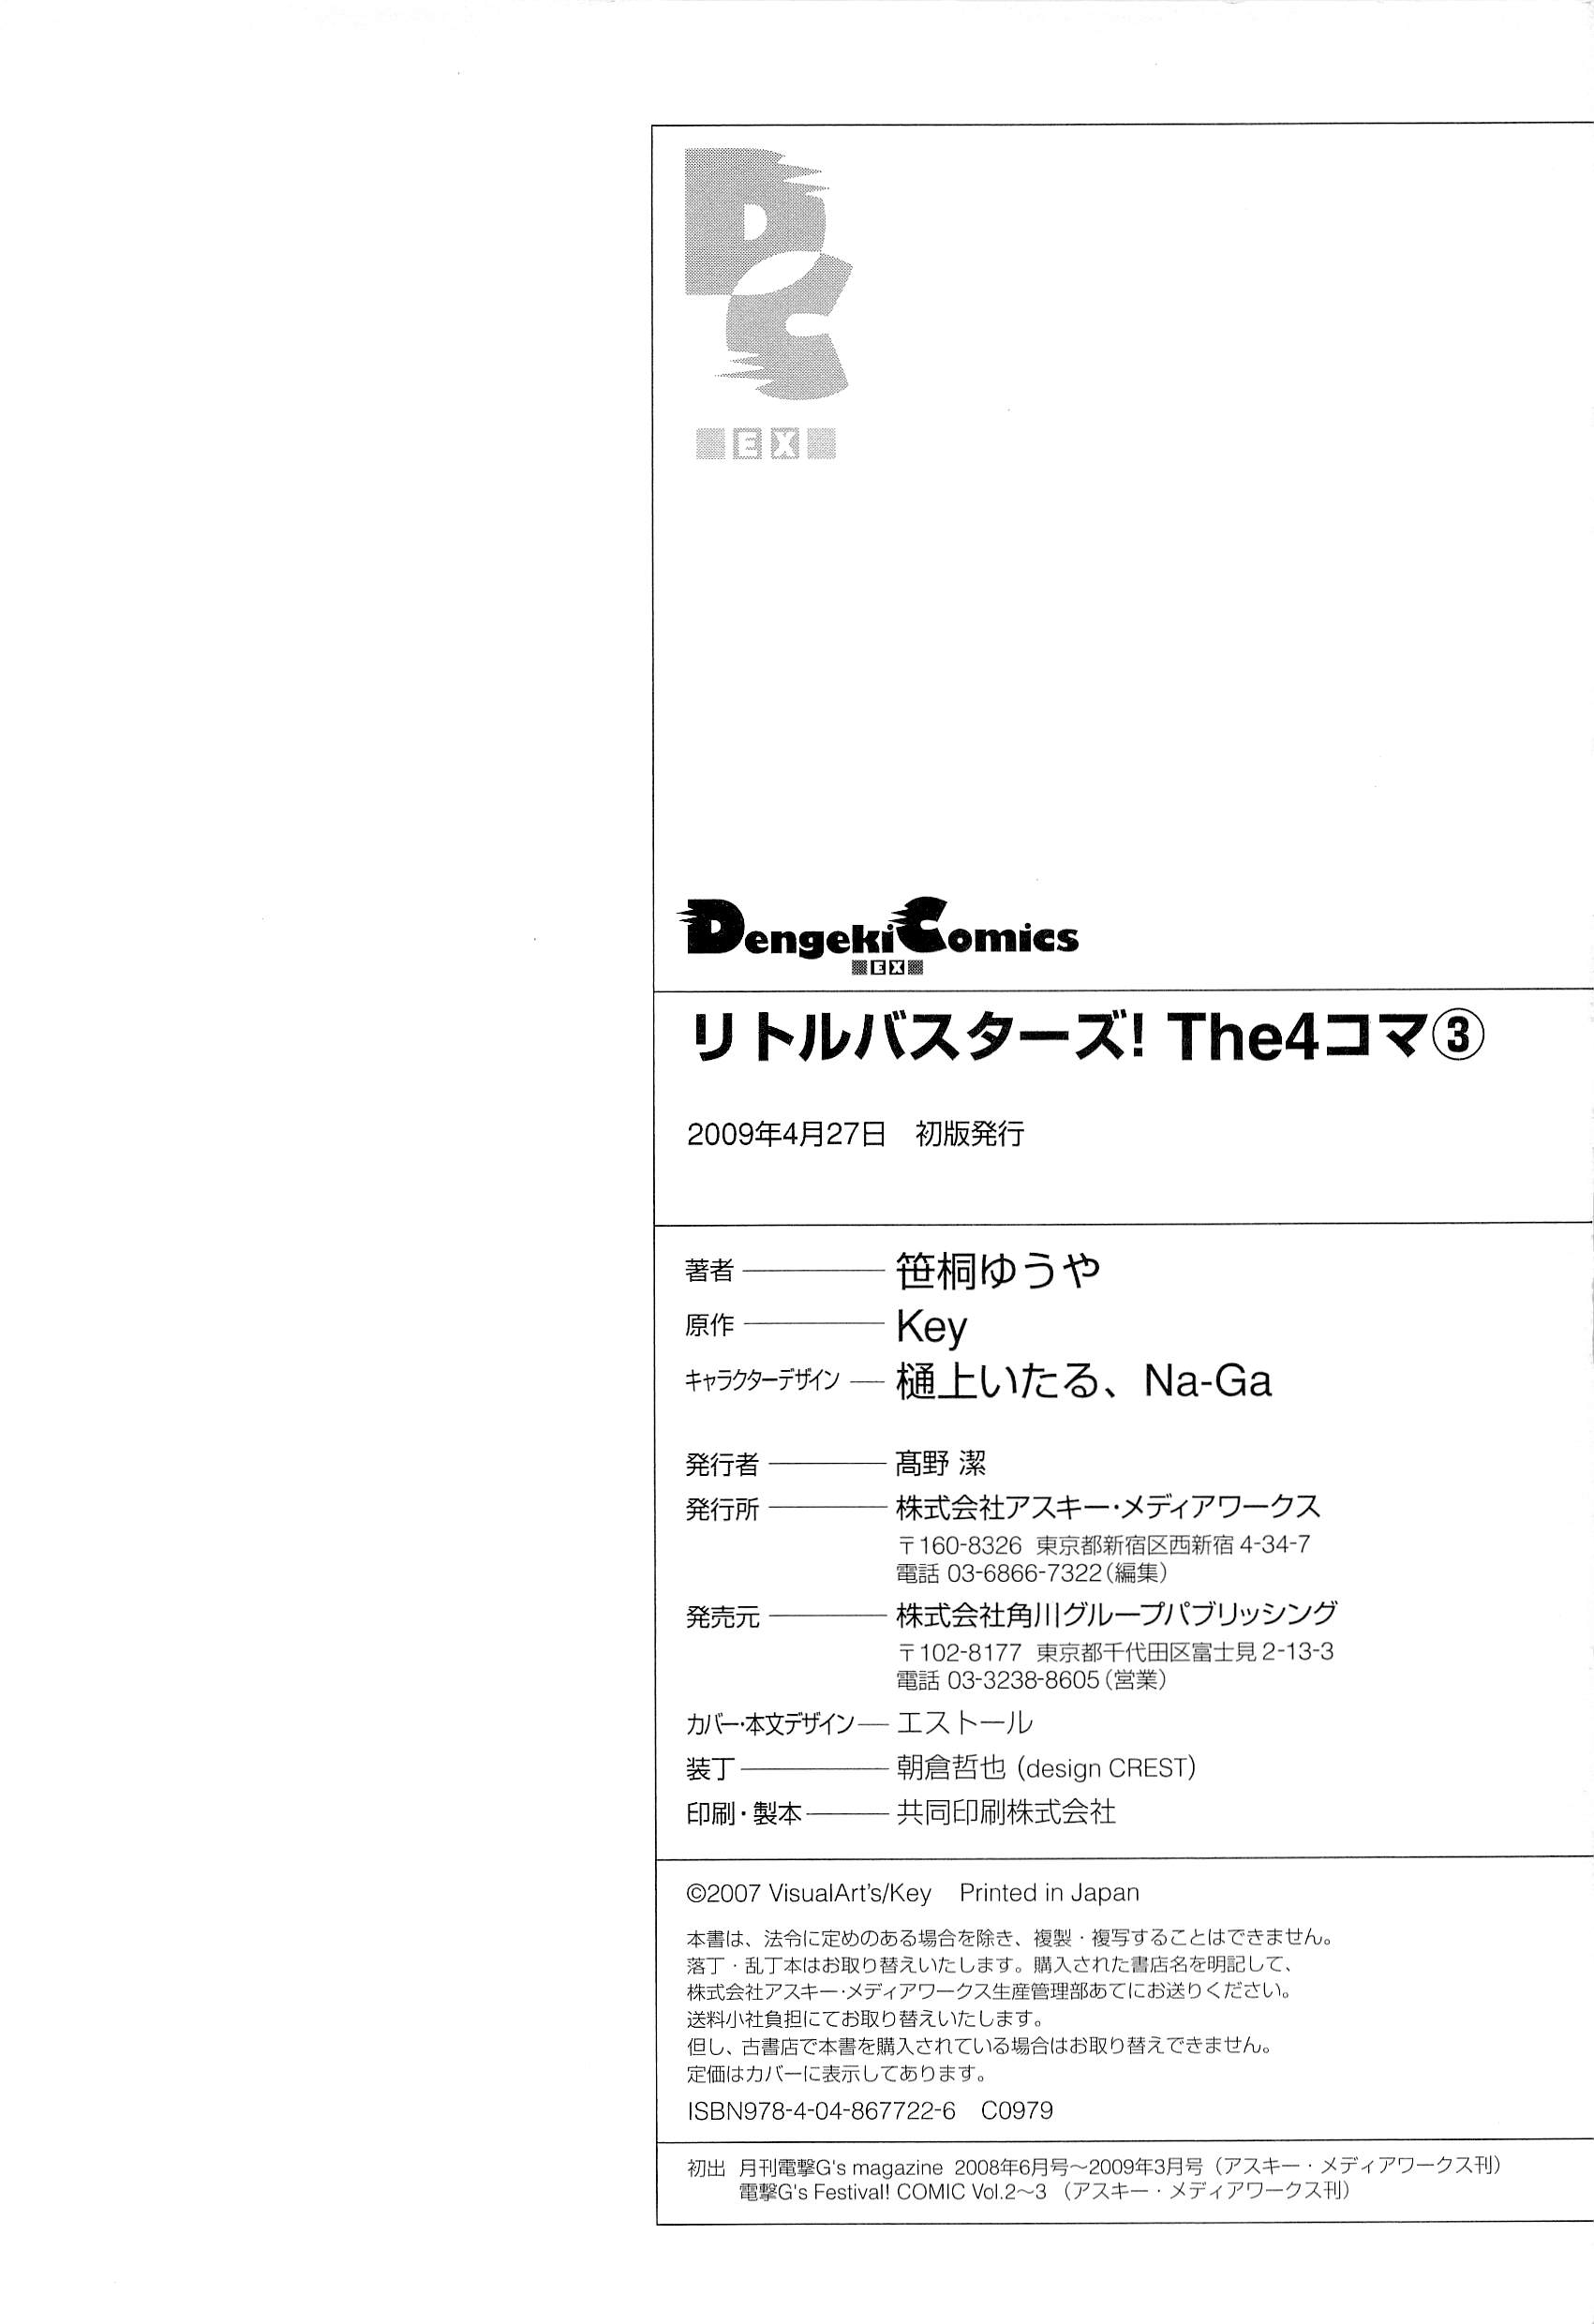 DC
EX
DengekiComics
EX
リトルバスターズ! The4コマ③
2009年4月27日　初版発行
著者 笹桐ゆうや
原作 Key
キャラクターデザイン 樋上いたる、Na-Ga
発行者 髙野 潔
発行所 株式会社アスキー・メディアワークス
〒160-8326 東京都新宿区西新宿4-34-7
電話 03-6866-7322(編集)
発売元 株式会社角川グループパブリッシング
〒102-8177 東京都千代田区富士見2-13-3
電話 03-3238-8605(営業)
カバー・本文デザイン エストール
装丁 朝倉哲也 (design CREST)
印刷・製本 共同印刷株式会社
©2007 VisualArt's/Key　Printed in Japan
本書は、法令に定めのある場合を除き、複製・複写することはできません。
落丁・乱丁本はお取り替えいたします。購入された書店名を明記して、
株式会社アスキー・メディアワークス生産管理部あてにお送りください。
送料小社負担にてお取り替えいたします。
但し、古書店で本書を購入されている場合はお取り替えできません。
定価はカバーに表示してあります。
ISBN978-4-04-867722-6　C0979
初出 月刊電撃G's magazine 2008年6月号～2009年3月号（アスキー・メディアワークス刊）
電撃G's Festival! COMIC Vol.2～3（アスキー・メディアワークス刊）